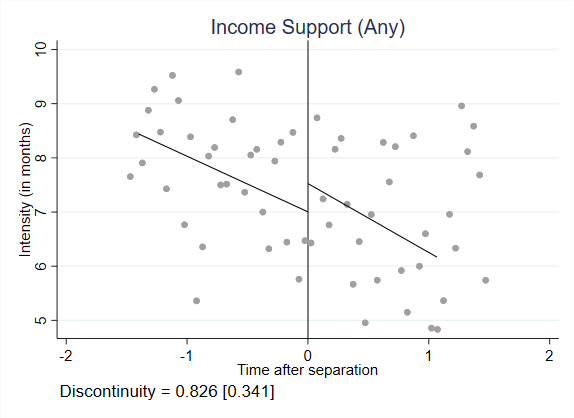 Income Support (Any)
Intensity (in months)
10
9
8
7
6
5
-2
-1
0
1
2
Time after separation
Discontinuity = 0.826 [0.341]